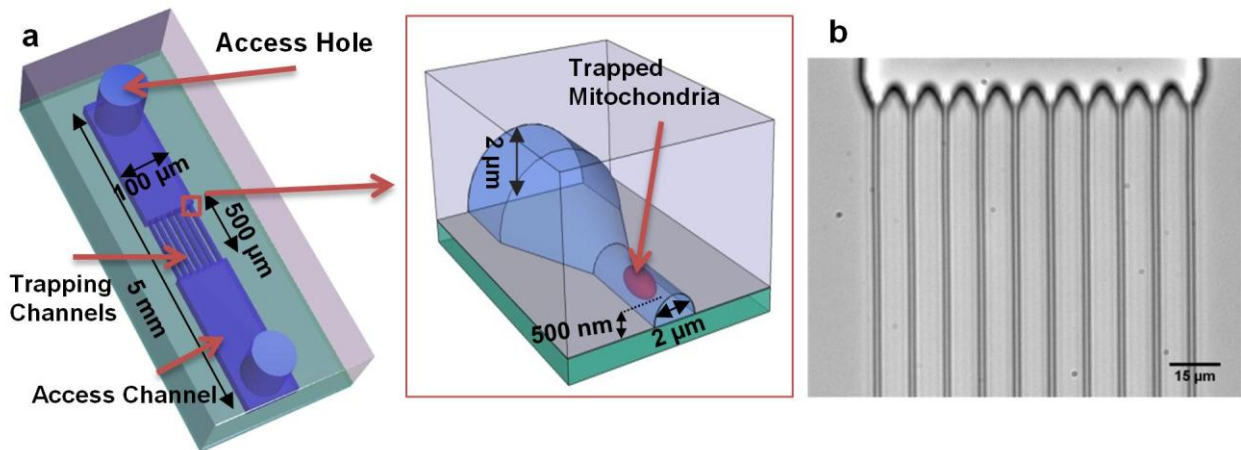 a
Access Hole
100 µm
500 µm
Trapping
Channels
5 mm
Access Channel
Trapped
Mitochondria
2 µm
500 nm
2 µm
b
15 µm